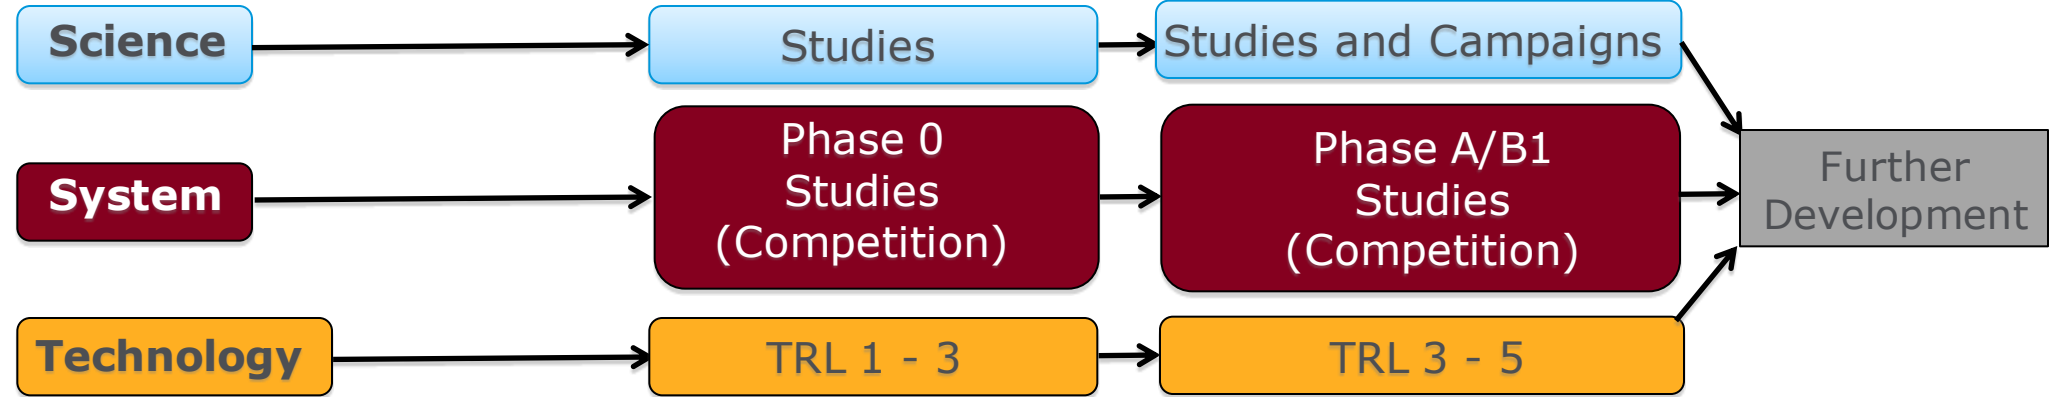 Science
Studies
Studies and Campaigns
System
Phase 0
Studies
(Competition)
Phase A/B1
Studies
(Competition)
Further
Development
Technology
TRL 1 - 3
TRL 3 - 5